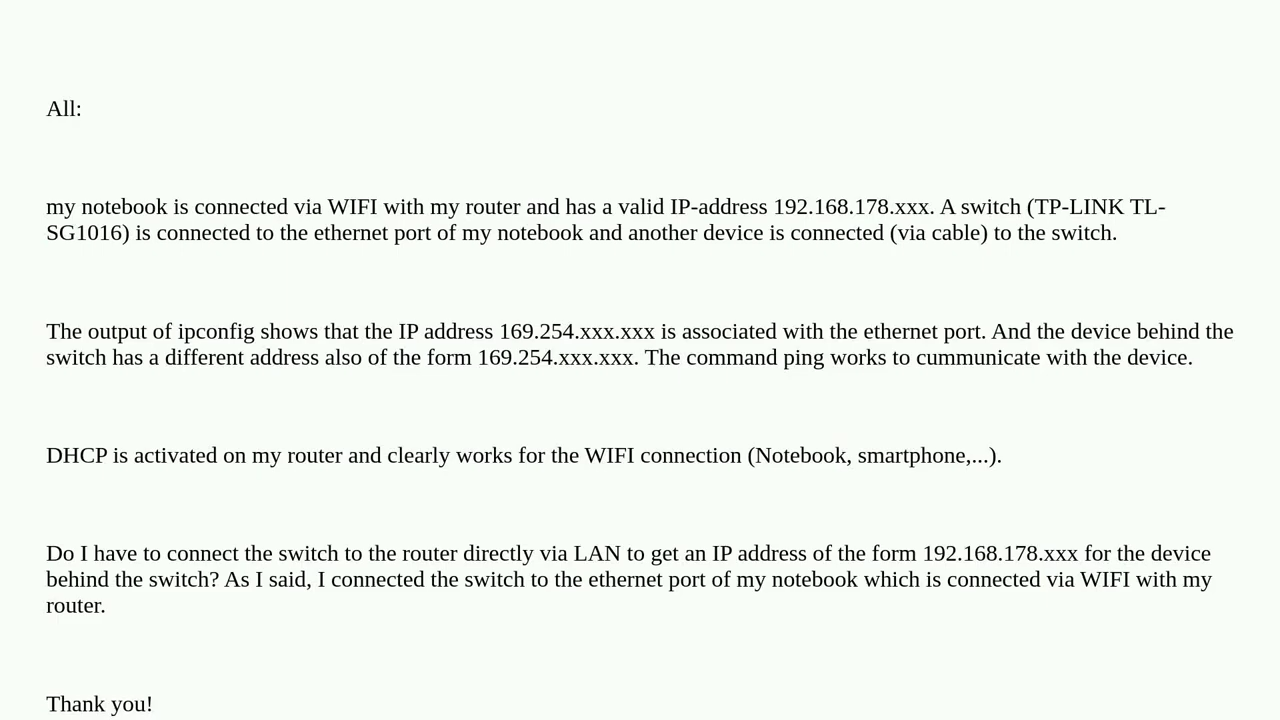 All:
my notebook is connected via WIFI with my router and has a valid IP-address 192.168.178.xxx. A switch (TP-LINK TL-
SG1016) is connected to the ethernet port of my notebook and another device is connected (via cable) to the switch.
The output of ipconfig shows that the IP address 169.254.xxx.xxx is associated with the ethernet port. And the device behind the
switch has a different address also of the form 169.254.xxx.xxx. The command ping works to cummunicate with the device.
DHCP is activated on my router and clearly works for the WIFI connection (Notebook, smartphone,...).
Do I have to connect the switch to the router directly via LAN to get an IP address of the form 192.168.178.xxx for the device
behind the switch? As I said, I connected the switch to the ethernet port of my notebook which is connected via WIFI with my
router.
Thank you!